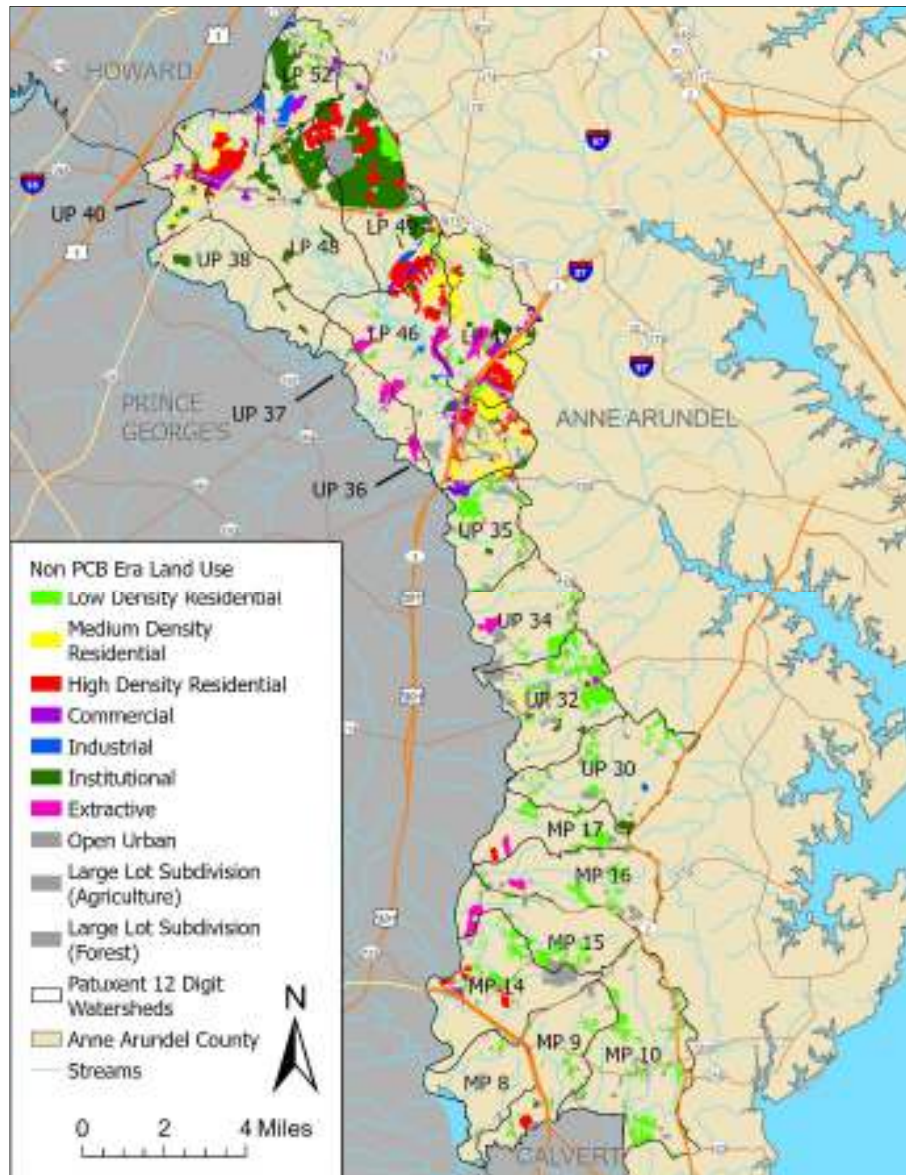 HOWARD
LP 52
97
95
UP 40
LP 49
UP 38
LP 48
97
LP 46
97
PRINCE
GEORGE'S
UP 37
ANNE ARUNDEL
UP 36
UP 35
UP 34
UP 32
UP 30
MP 17
MP 16
MP 15
MP 14
MP 9
MP 10
MP 8
CALVERT
Non PCB Era Land Use
Low Density Residential
Medium Density
Residential
High Density Residential
Commercial
Industrial
Institutional
Extractive
Open Urban
Large Lot Subdivision
(Agriculture)
Large Lot Subdivision
(Forest)
Patuxent 12 Digit
Watersheds
Anne Arundel County
Streams
N
0 2 4 Miles